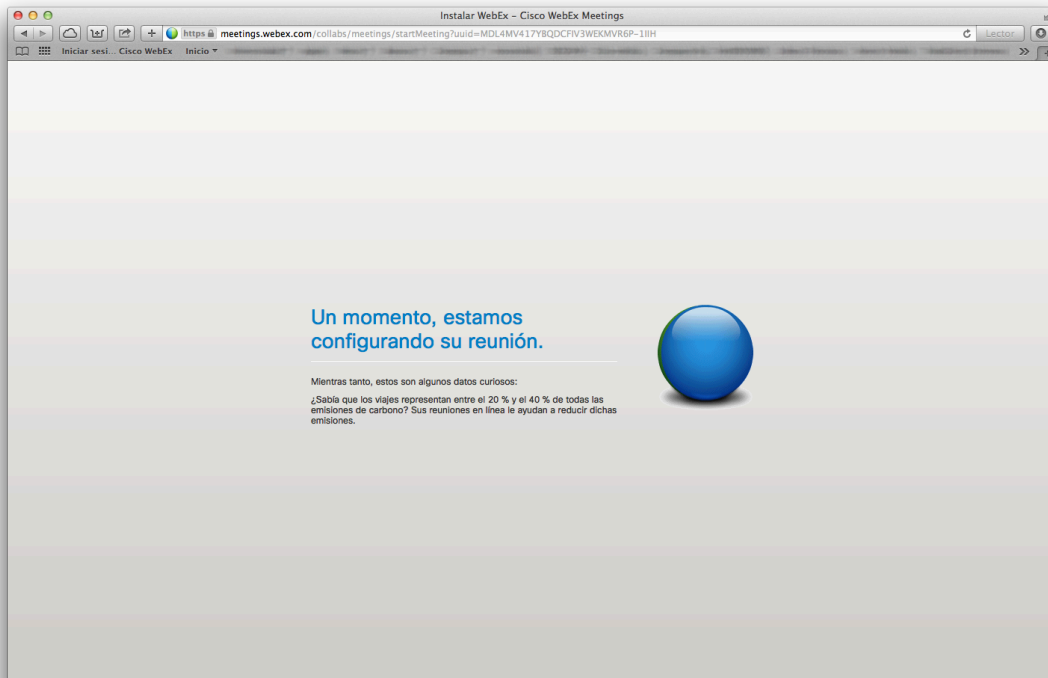 Instalar WebEx – Cisco WebEx Meetings
https meetings.webex.com/collabs/meetings/startMeeting?uuid=MDL4MV417YBQDCFIV3WEKMVR6P-1IIH
Lector
Iniciar sesi... Cisco WebEx Inicio
Un momento, estamos
configurando su reunión.
Mientras tanto, estos son algunos datos curiosos:
¿Sabía que los viajes representan entre el 20 % y el 40 % de todas las
emisiones de carbono? Sus reuniones en línea le ayudan a reducir dichas
emisiones.